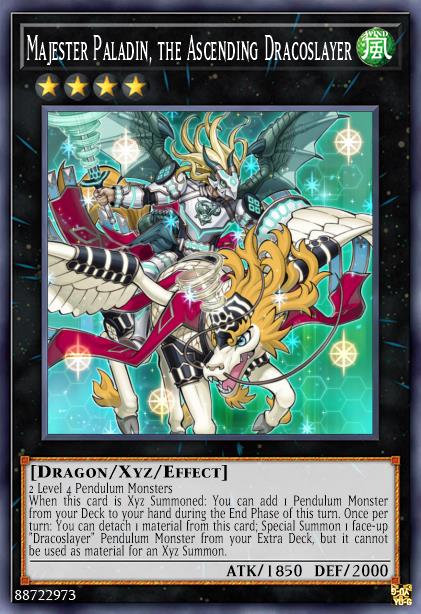 Majester Paladin, the Ascending Dracoslayer
WIND
風
[Dragon/Xyz/Effect]
2 Level 4 Pendulum Monsters
When this card is Xyz Summoned: You can add 1 Pendulum Monster
from your Deck to your hand during the End Phase of this turn. Once per
turn: You can detach 1 material from this card; Special Summon 1 face-up
"Dracoslayer" Pendulum Monster from your Extra Deck, but it cannot
be used as material for an Xyz Summon.
ATK/1850 DEF/2000
88722973